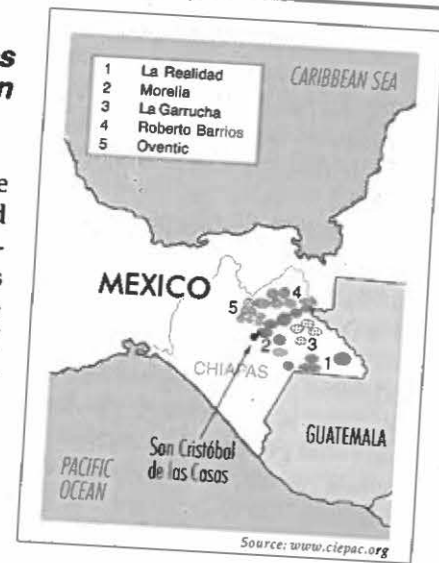 s
n
e
d
-
s
1 La Realidad
2 Morelia
3 La Garrucha
4 Roberto Barrios
5 Oventic
CARIBBEAN SEA
MEXICO
4
5
2
3
1
CHIAPAS
San Cristóbal
de las Casas
GUATEMALA
PACIFIC
OCEAN
Source: www.ciepac.org